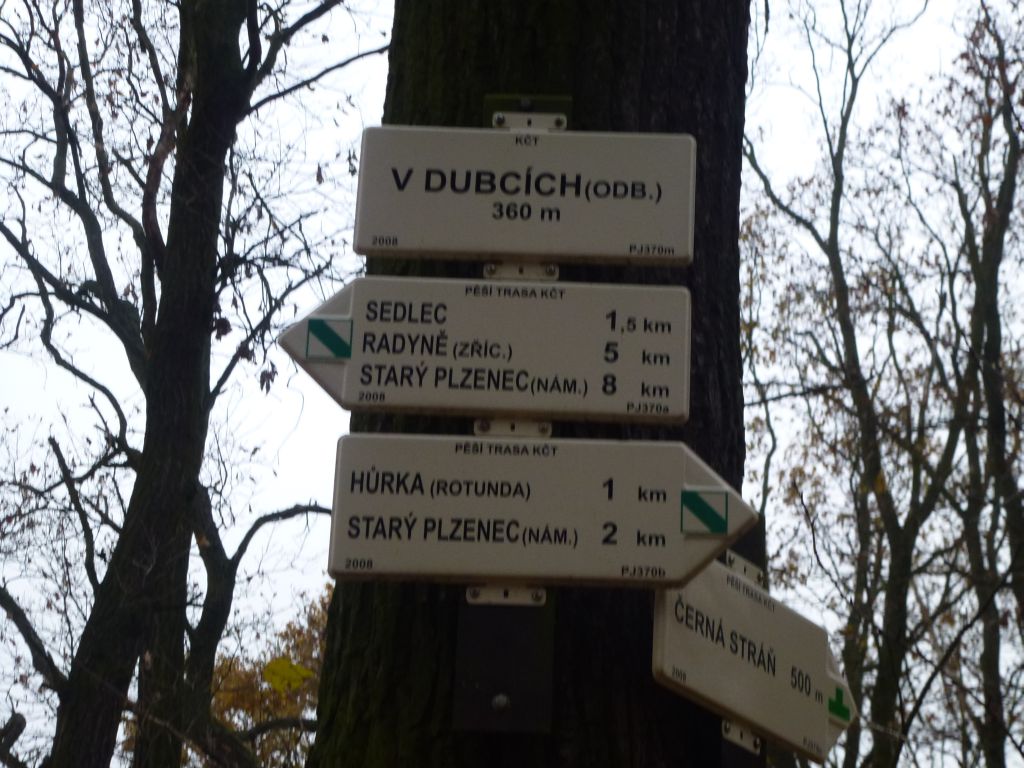 KČT
V DUBCÍCH (ODB.)
360 m
2008 PJ370m
PĚŠÍ TRASA KČT
SEDLEC 1,5 km
RADYNĚ (ZŘÍC.) 5 km
STARÝ PLZENEC (NÁM.) 8 km
2008 PJ370a
PĚŠÍ TRASA KČT
HŮRKA (ROTUNDA) 1 km
STARÝ PLZENEC (NÁM.) 2 km
2008 PJ370b
PĚŠÍ TRASA KČT
ČERNÁ STRÁŇ 500 m
2008